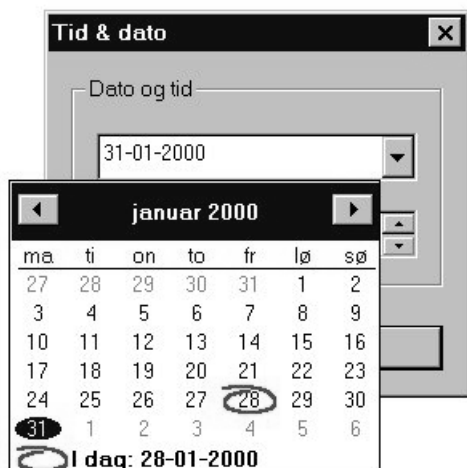 Tid & dato
Dato og tid
31-01-2000
januar 2000
ma ti on to fr lø sø
27 28 29 30 31 1 2
3 4 5 6 7 8 9
10 11 12 13 14 15 16
17 18 19 20 21 22 23
24 25 26 27 28 29 30
31 1 2 3 4 5 6
I dag: 28-01-2000